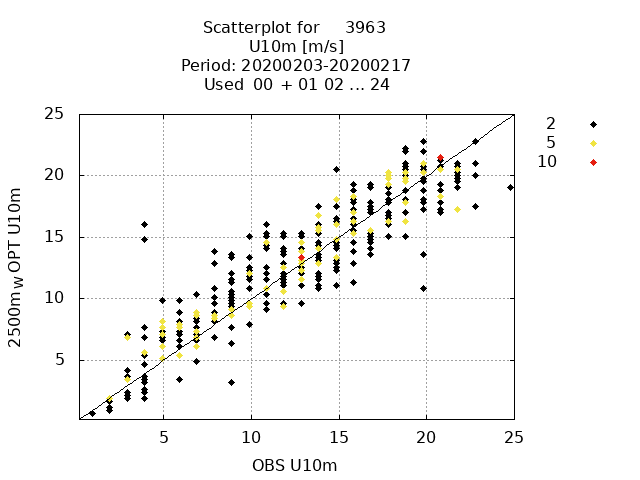 Scatterplot for 3963
U10m [m/s]
Period: 20200203-20200217
Used 00 + 01 02 ... 24
25
20
15
10
5
2500m_W OPT U10m
5 10 15 20 25
OBS U10m
2
5
10